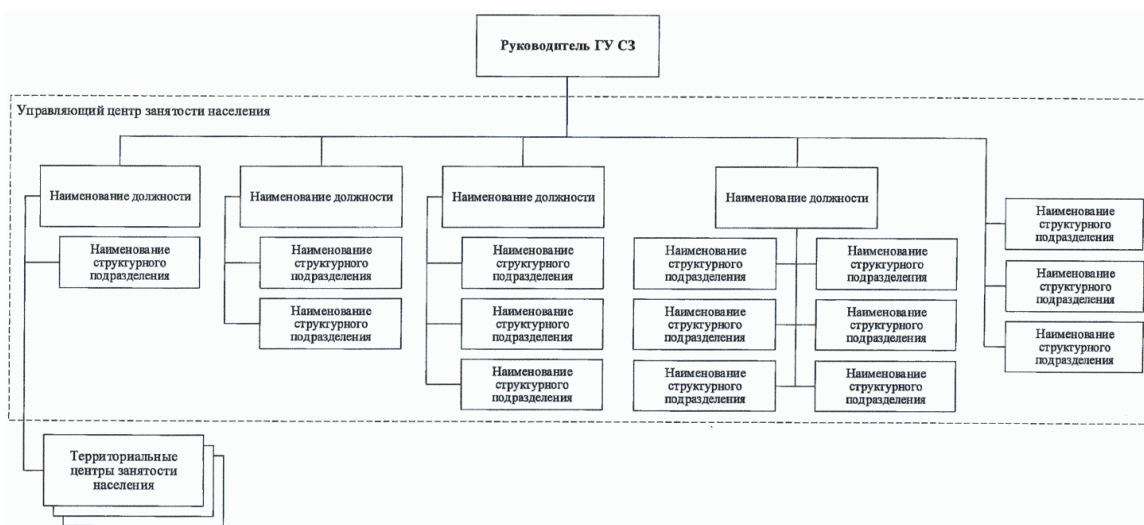 Руководитель ГУ СЗ
Управляющий центр занятости населения
Наименование должности
Наименование должности
Наименование должности
Наименование должности
Наименование
структурного
подразделения
Наименование
структурного
подразделения
Наименование
структурного
подразделения
Наименование
структурного
подразделения
Наименование
структурного
подразделения
Наименование
структурного
подразделения
Наименование
структурного
подразделения
Наименование
структурного
подразделения
Наименование
структурного
подразделения
Наименование
структурного
подразделения
Наименование
структурного
подразделения
Наименование
структурного
подразделения
Наименование
структурного
подразделения
Наименование
структурного
подразделения
Наименование
структурного
подразделения
Территориальные
центры занятости
населения